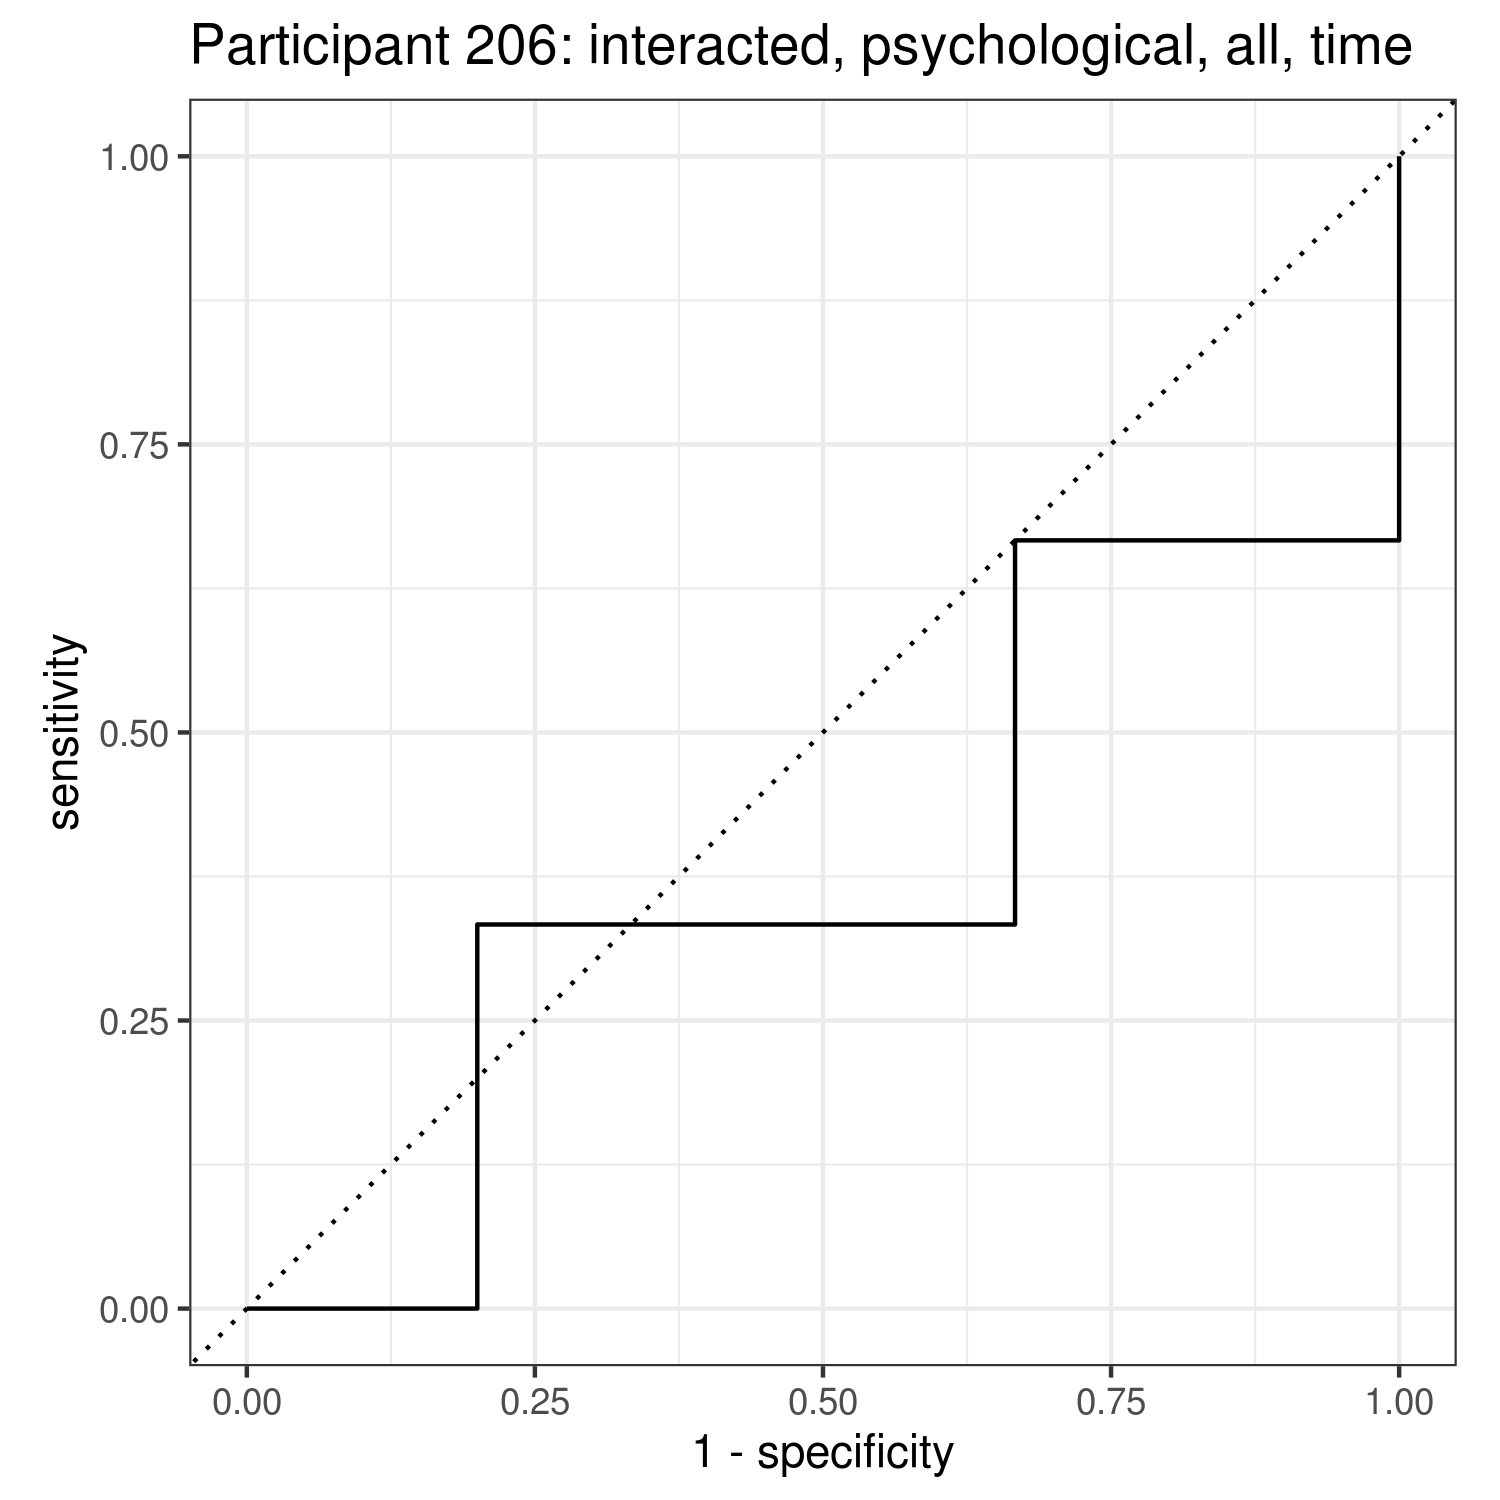 Participant 206: interacted, psychological, all, time
1.00
0.75
0.50
0.25
0.00
sensitivity
0.00 0.25 0.50 0.75 1.00
1 - specificity